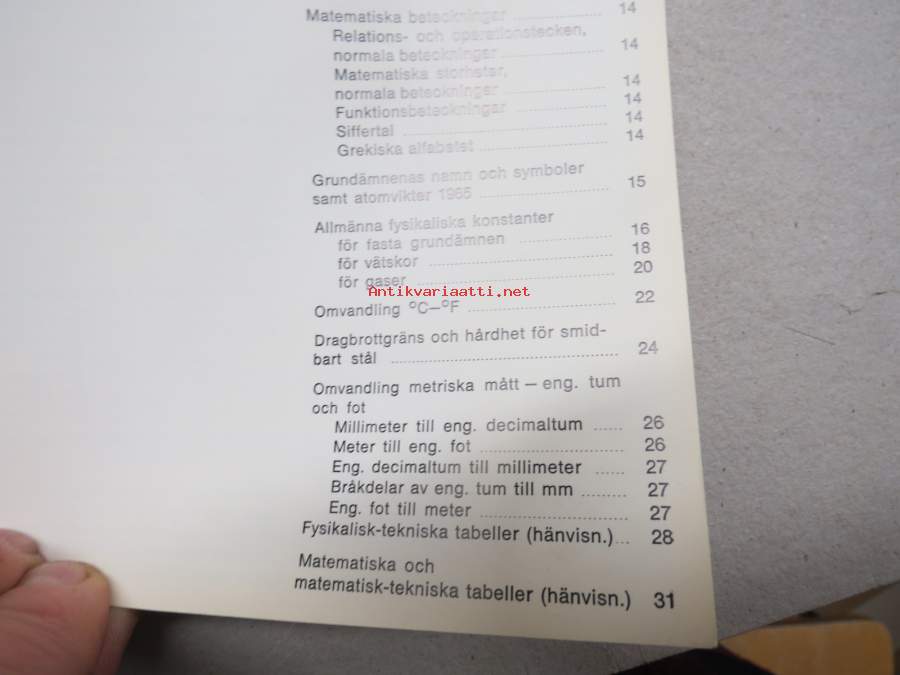 Matematiska beteckningar ........ 14
Relations- och operationstecken,
normala beteckningar ........ 14
Matematiska storheter,
normala beteckningar ........ 14
Funktionsbeteckningar ........ 14
Siffertal ........ 14
Grekiska alfabetet ........ 14
Grundämnenas namn och symboler
samt atomvikter 1965 ........ 15
Allmänna fysikaliska konstanter
för fasta grundämnen ........ 16
för vätskor ........ 18
för gaser ........ 20
Antikvariaatti.net
Omvandling °C—°F ........ 22
Dragbrottgräns och hårdhet för smid-
bart stål ........ 24
Omvandling metriska mått — eng. tum
och fot
Millimeter till eng. decimaltum ...... 26
Meter till eng. fot ........ 26
Eng. decimaltum till millimeter ...... 27
Bråkdelar av eng. tum till mm ........ 27
Eng. fot till meter ........ 27
Fysikalisk-tekniska tabeller (hänvisn.)... 28
Matematiska och
matematisk-tekniska tabeller (hänvisn.) 31